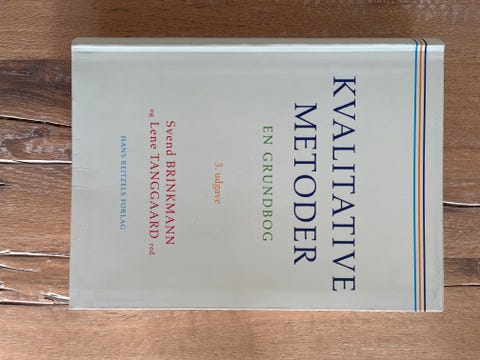 KVALITATIVE
METODER
EN GRUNDBOG
3. udgave
Svend BRINKMANN
og Lene TANGGAARD red.
HANS REITZELS FORLAG